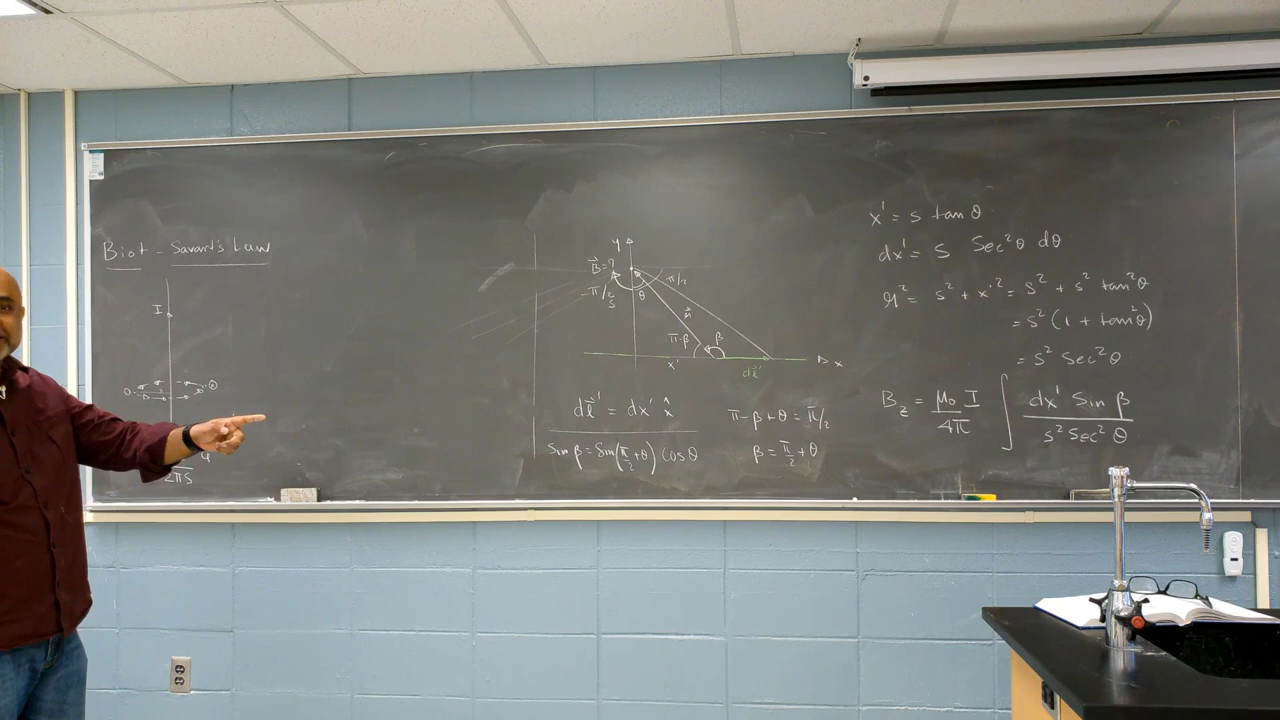 Biot-Savart's Law
I
2πS
y
B⃗=?
-π/2
π/2
S
θ
r̂
π-β
β
x'
dl⃗'
x
dl⃗' = dx' x̂
Sin β = Sin(π/2 + θ) Cos θ
π-β+θ = π/2
β = π/2 + θ
x' = s tan θ
dx' = s Sec²θ dθ
r² = s² + x'² = s² + s² tan²θ
= s² (1 + tan²θ)
= s² Sec²θ
B_z = μ₀ I / 4π ∫ dx' Sin β / s² Sec² θ